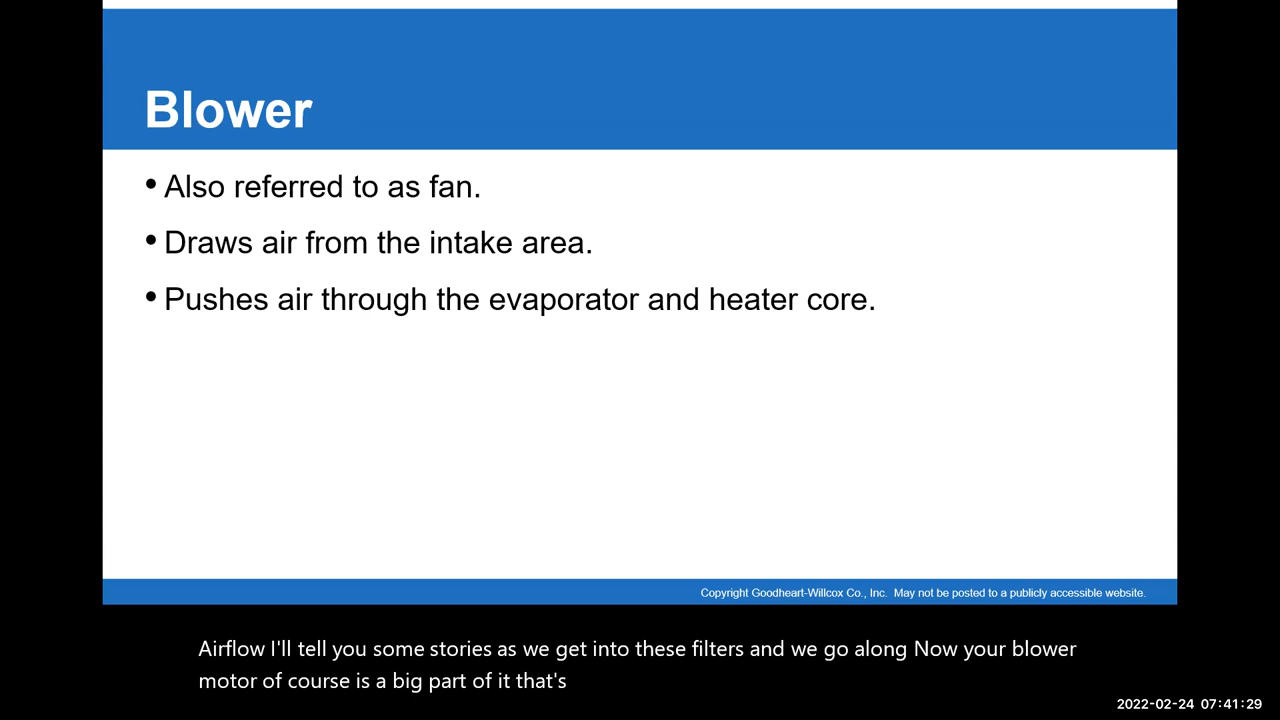 Blower
• Also referred to as fan.
• Draws air from the intake area.
• Pushes air through the evaporator and heater core.
Copyright Goodheart-Willcox Co., Inc.  May not be posted to a publicly accessible website.
Airflow I'll tell you some stories as we get into these filters and we go along Now your blower
motor of course is a big part of it that's
2022-02-24 07:41:29